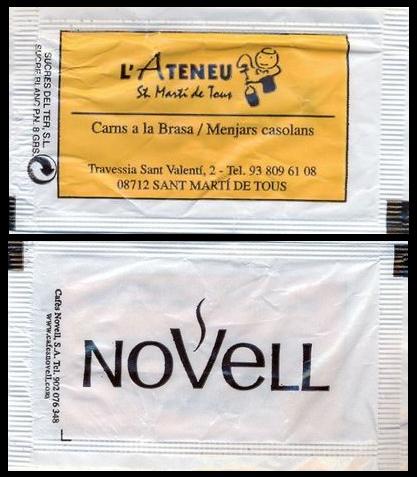 L'ATENEU
St. Martí de Tous
Carns a la Brasa / Menjars casolans
Travessia Sant Valentí, 2 - Tel. 93 809 61 08
08712 SANT MARTÍ DE TOUS
SUCRES DEL TER, S.L.
SUCRE BLANC P.N. 8 GRS.
NOVELL
Cafès Novell, S.A. Tel. 902 076 348
www.cafesnovell.com